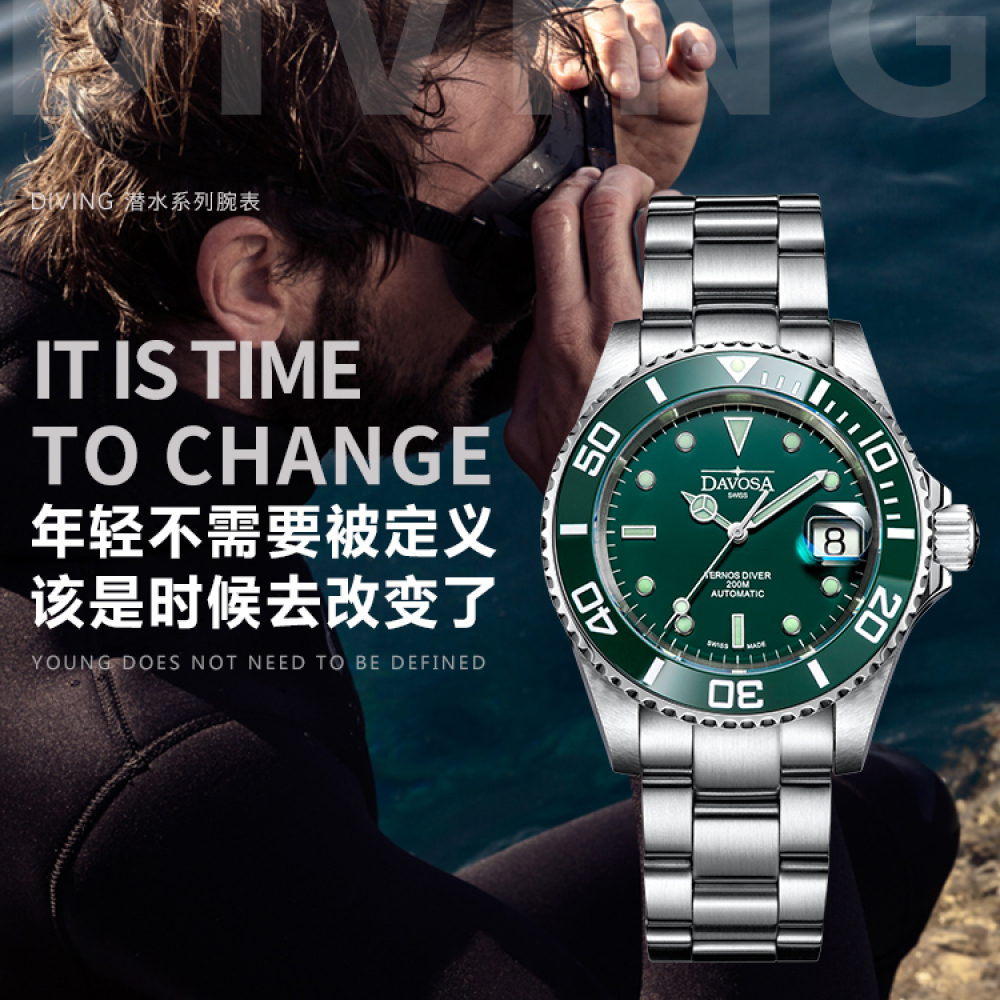 DIVING
DIVING 潜水系列腕表
IT IS TIME
TO CHANGE
年轻不需要被定义
该是时候去改变了
YOUNG DOES NOT NEED TO BE DEFINED
DAVOSA
SWISS
TERNOS DIVER
200M
AUTOMATIC
SWISS MADE
8
10
20
30
40
50